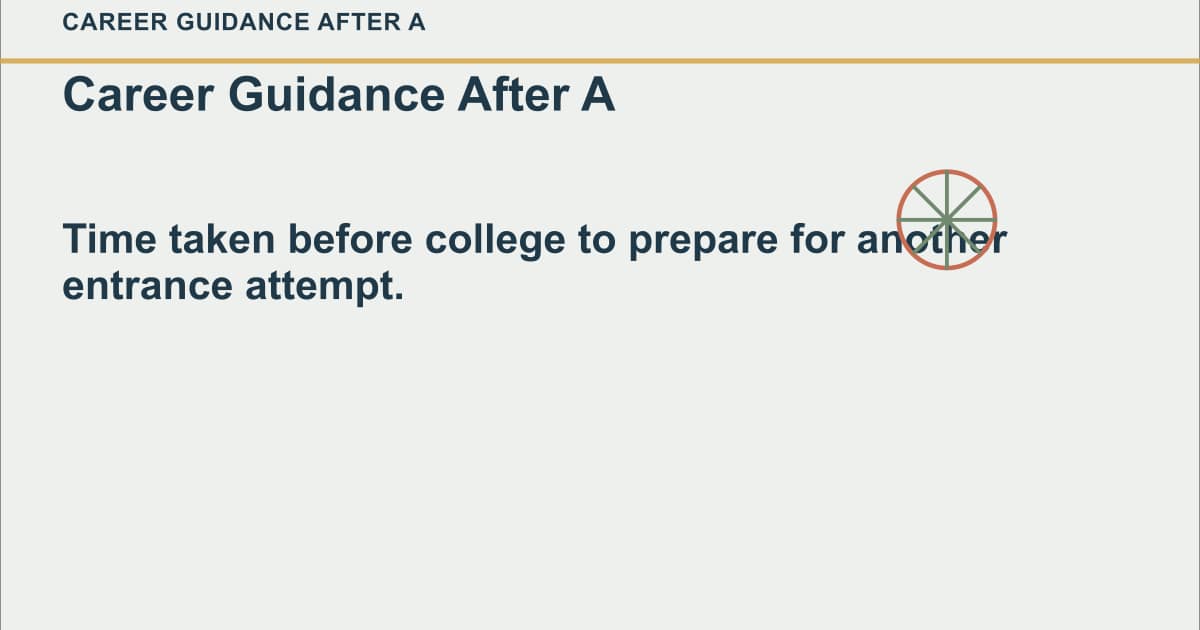 CAREER GUIDANCE AFTER A
Career Guidance After A
Time taken before college to prepare for another
entrance attempt.